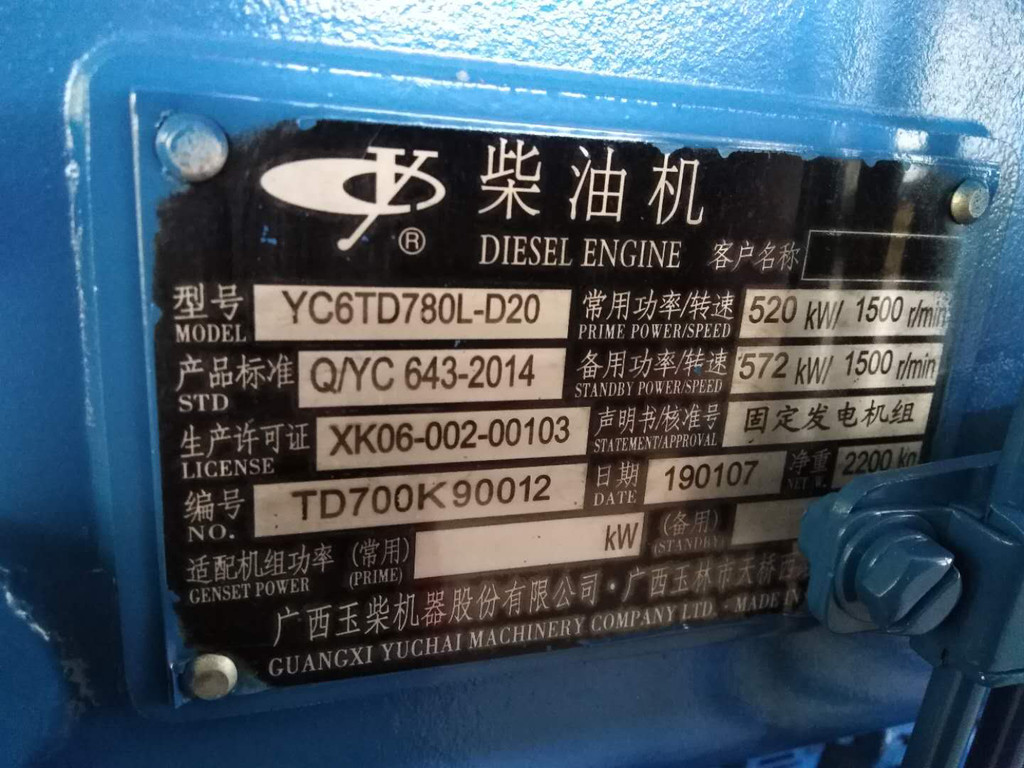 柴油机
® DIESEL ENGINE 客户名称
型号 YC6TD780L-D20 常用功率/转速 520 kW/ 1500 r/min
MODEL PRIME POWER/SPEED
产品标准 Q/YC 643-2014 备用功率/转速 572 kW/ 1500 r/min
STD STANDBY POWER/SPEED
生产许可证 XK06-002-00103 声明书/核准号 固定发电机组
LICENSE STATEMENT/APPROVAL
编号 TD700K90012 日期 190107 净重 2200 kg
NO. DATE NET W.
适配机组功率 (常用) kW (备用)
GENSET POWER (PRIME) (STANDBY
广西玉柴机器股份有限公司·广西玉林市天桥
GUANGXI YUCHAI MACHINERY COMPANY LTD. · MADE IN